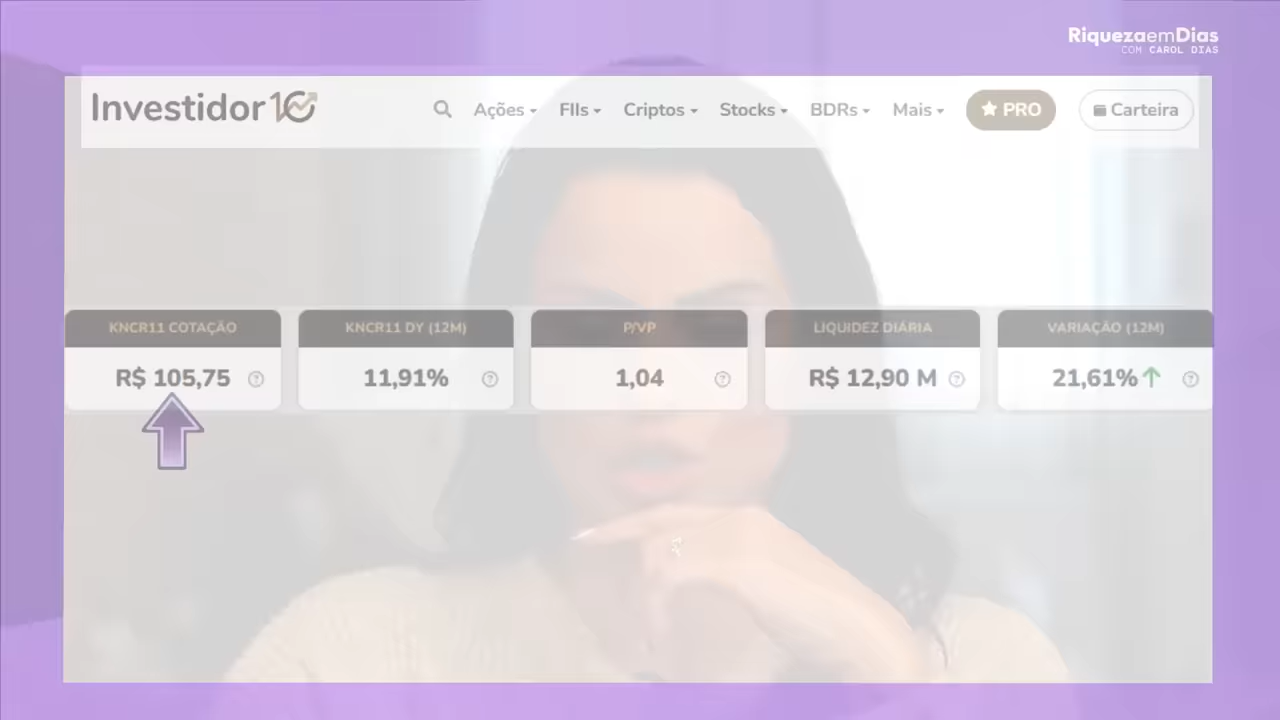 RiquezaemDias
COM CAROL DIAS
Investidor10
Ações
FIIs
Criptos
Stocks
BDRs
Mais
PRO
Carteira
KNCR11 COTAÇÃO
KNCR11 DY (12M)
P/VP
LIQUIDEZ DIÁRIA
VARIAÇÃO (12M)
R$ 105,75
11,91%
1,04
R$ 12,90 M
21,61%